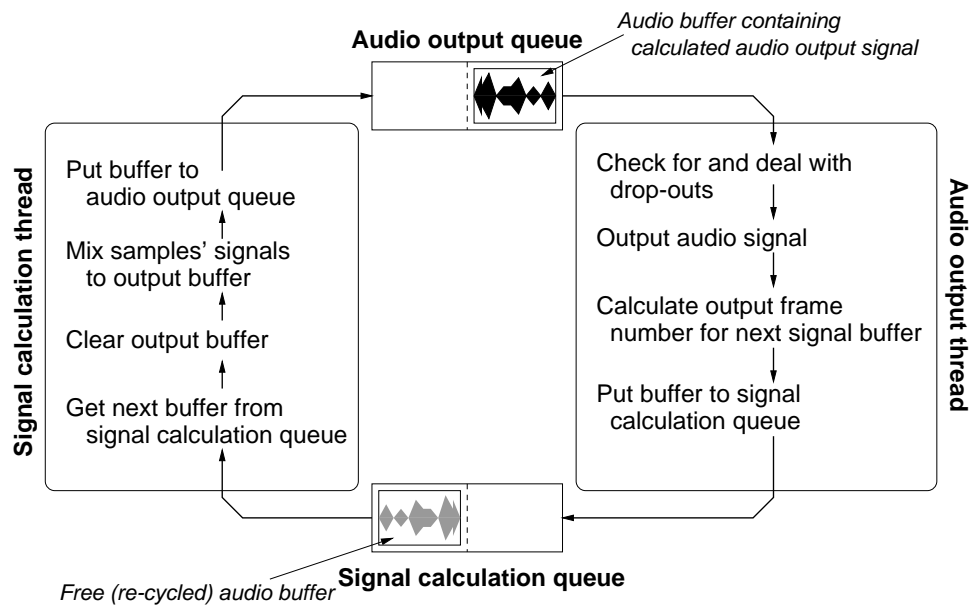 Audio output queue
Audio buffer containing
calculated audio output signal
Signal calculation thread
Put buffer to
audio output queue
Mix samples' signals
to output buffer
Clear output buffer
Get next buffer from
signal calculation queue
Check for and deal with
drop-outs
Output audio signal
Calculate output frame
number for next signal buffer
Put buffer to signal
calculation queue
Audio output thread
Signal calculation queue
Free (re-cycled) audio buffer